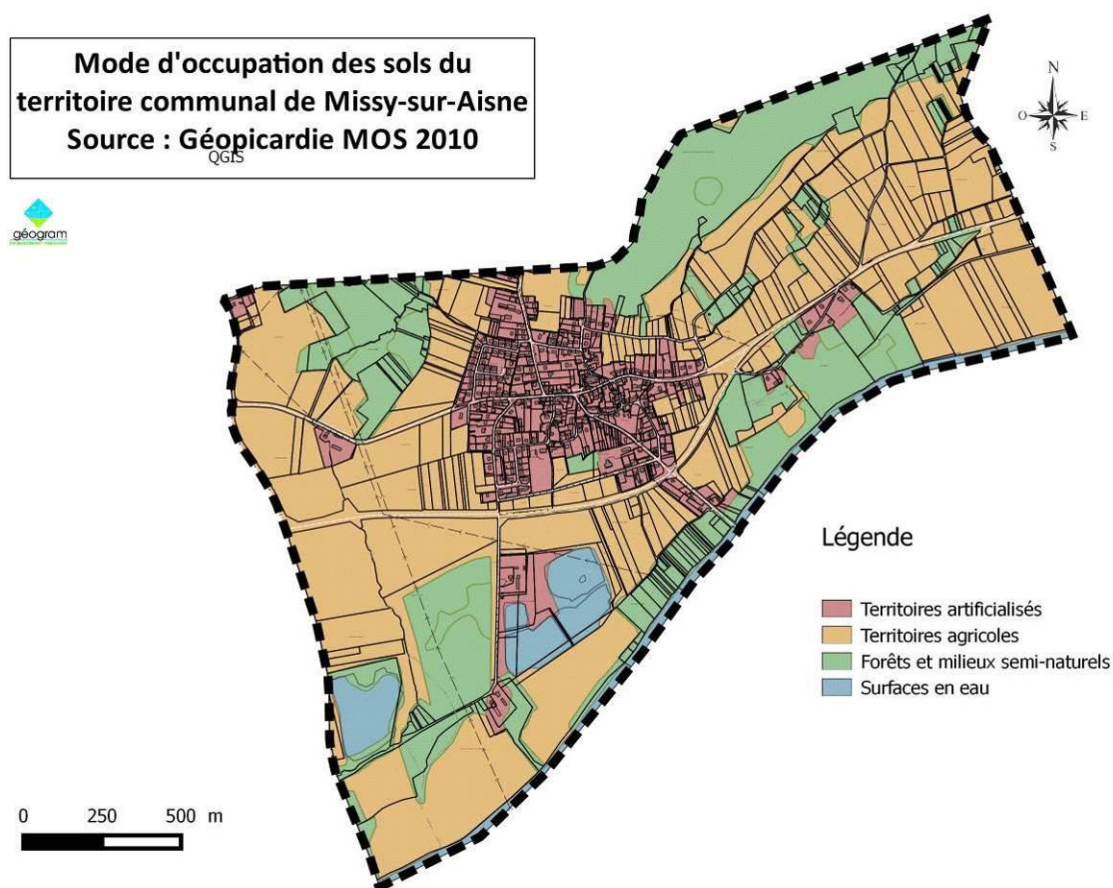 Mode d'occupation des sols du
territoire communal de Missy-sur-Aisne
Source : Géopicardie MOS 2010
QGIS
géogram
N
O
E
S
Légende
Territoires artificialisés
Territoires agricoles
Forêts et milieux semi-naturels
Surfaces en eau
0 250 500 m